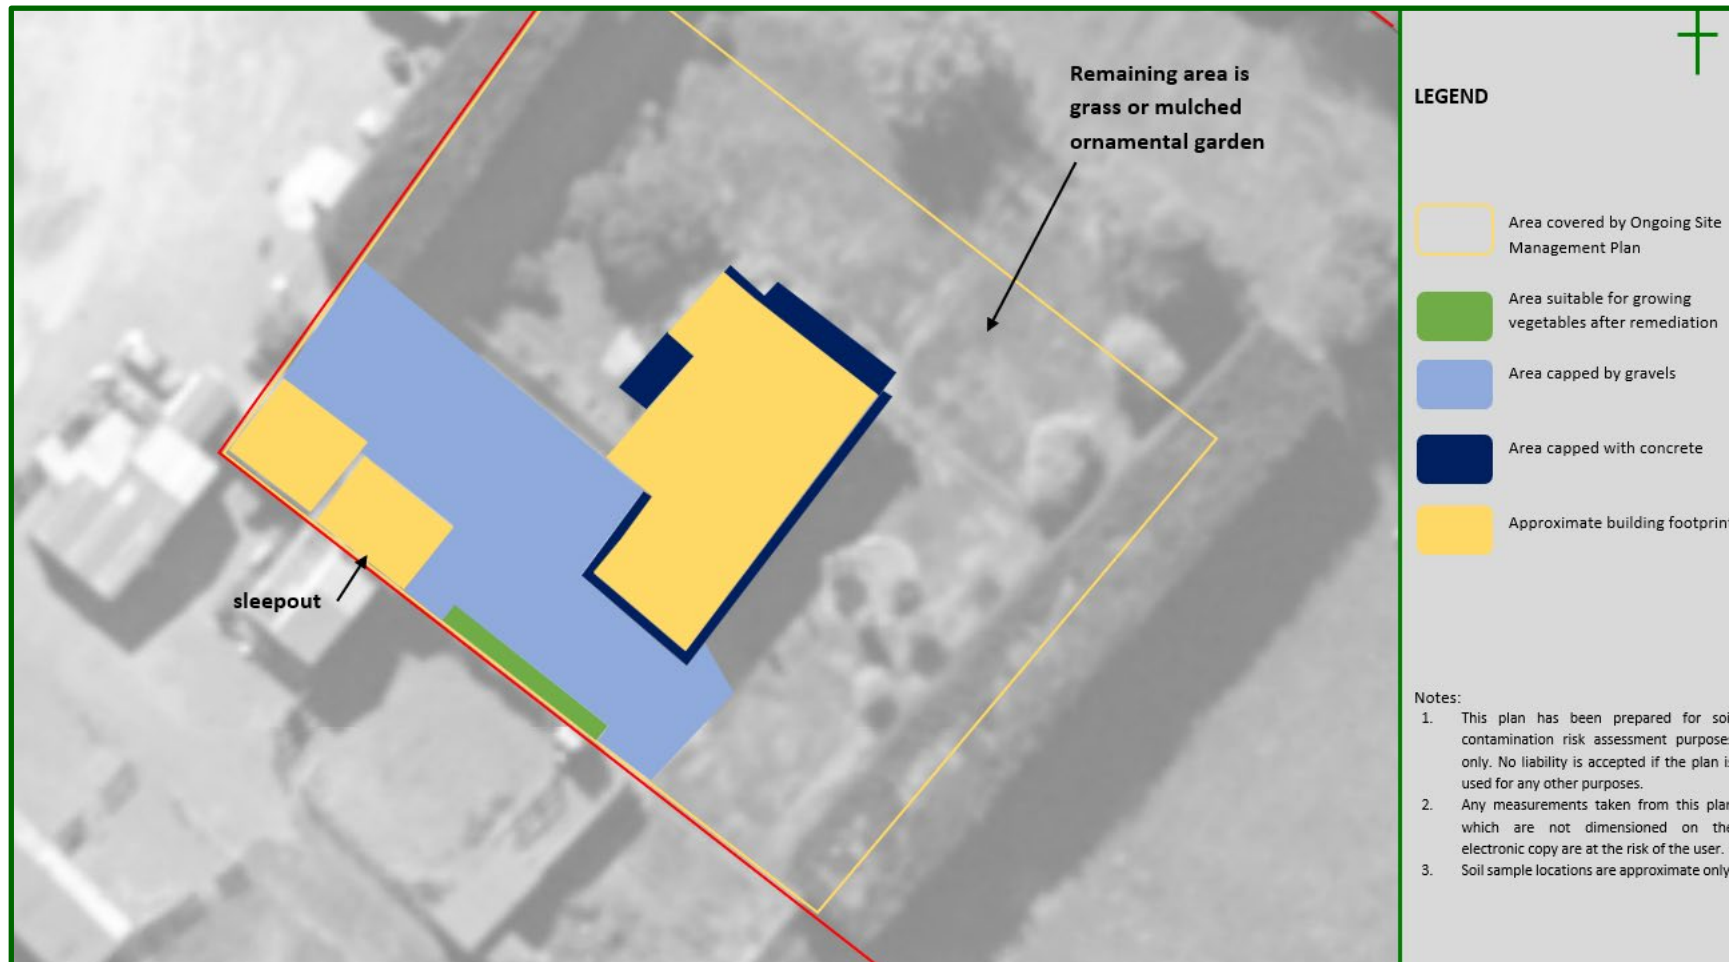 Remaining area is
grass or mulched
ornamental garden
sleepout
LEGEND
Area covered by Ongoing Site
Management Plan
Area suitable for growing
vegetables after remediation
Area capped by gravels
Area capped with concrete
Approximate building footprint
Notes:
1. This plan has been prepared for soi
contamination risk assessment purposes
only. No liability is accepted if the plan is
used for any other purposes.
2. Any measurements taken from this plan
which are not dimensioned on the
electronic copy are at the risk of the user.
3. Soil sample locations are approximate only